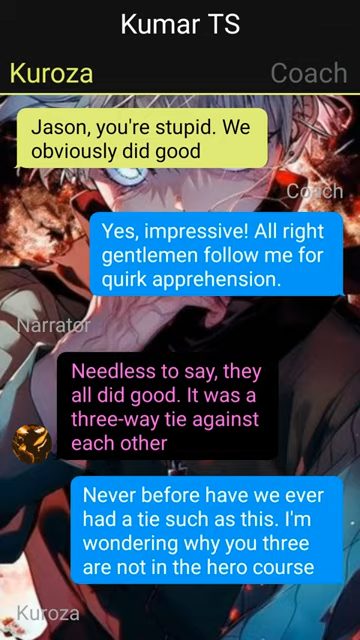 Kumar TS
Kuroza
Coach
Jason, you're stupid. We
obviously did good
Coach
Yes, impressive! All right
gentlemen follow me for
quirk apprehension.
Narrator
Needless to say, they
all did good. It was a
three-way tie against
each other
Never before have we ever
had a tie such as this. I'm
wondering why you three
are not in the hero course
Kuroza